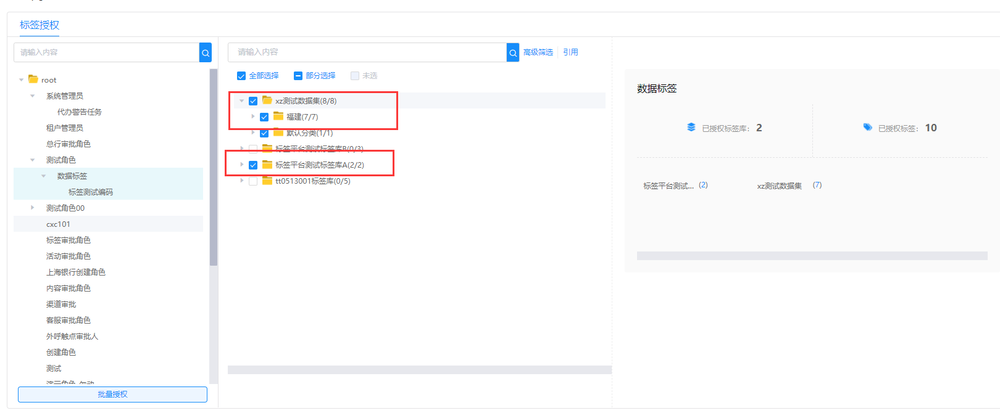 标签授权
请输入内容
root
系统管理员
代办警告任务
租户管理员
总行审批角色
测试角色
数据标签
标签测试编码
测试角色00
cxc101
标签审批角色
活动审批角色
上海银行创建角色
内容审批角色
渠道审批
客服审批角色
外呼触点审批人
创建角色
测试
批量授权
请输入内容
高级筛选 引用
全部选择 部分选择 未选
xz测试数据集(8/8)
福建(7/7)
默认分类(1/1)
标签平台测试标签库B(0/3)
标签平台测试标签库A(2/2)
tt0513001标签库(0/5)
数据标签
已授权标签库： 2 已授权标签： 10
标签平台测试... (2) xz测试数据集 (7)